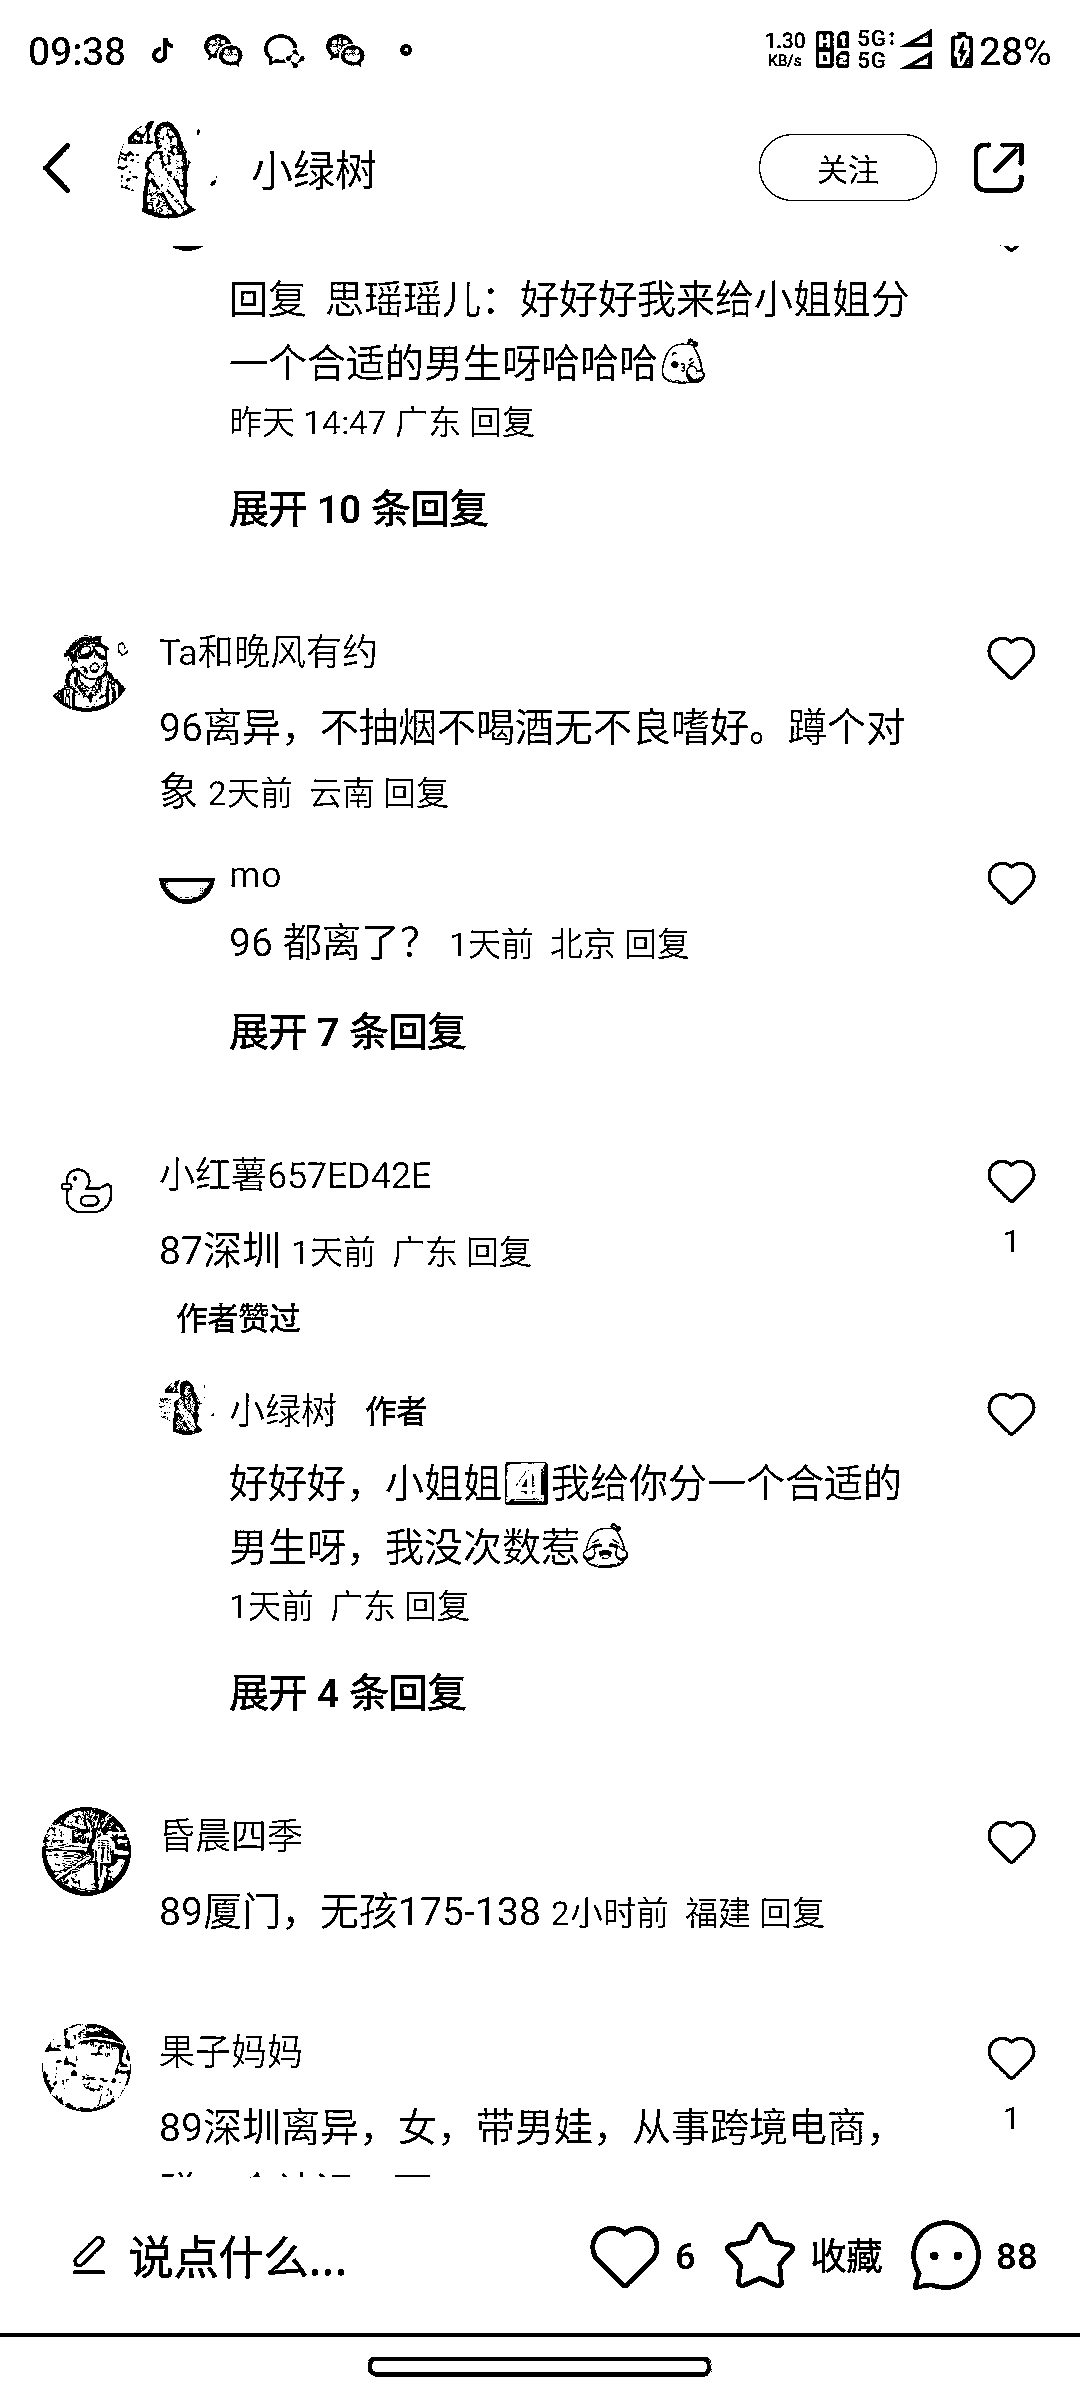 09:38
1.30 KB/s 5G 5G 28%
小绿树 关注
回复 思瑶瑶儿：好好好我来给小姐姐分
一个合适的男生呀哈哈哈
昨天 14:47 广东 回复
展开 10 条回复
Ta和晚风有约
96离异，不抽烟不喝酒无不良嗜好。蹲个对
象 2天前 云南 回复
mo
96 都离了？ 1天前 北京 回复
展开 7 条回复
小红薯657ED42E
87深圳 1天前 广东 回复
1
作者赞过
小绿树 作者
好好好，小姐姐4我给你分一个合适的
男生呀，我没次数惹
1天前 广东 回复
展开 4 条回复
昏晨四季
89厦门，无孩175-138 2小时前 福建 回复
果子妈妈
89深圳离异，女，带男娃，从事跨境电商，
1
说点什么... 6 收藏 88